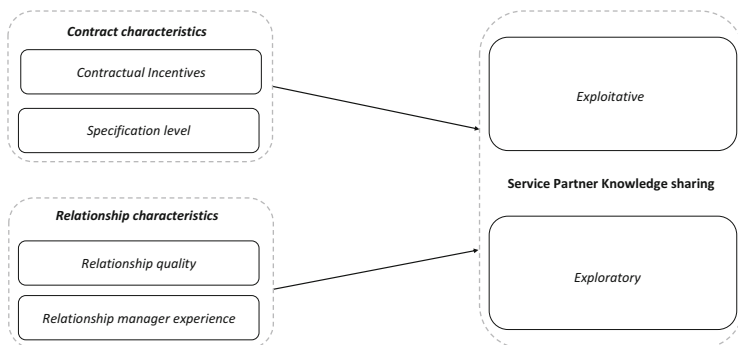 Contract characteristics
Contractual Incentives
Specification level
Relationship characteristics
Relationship quality
Relationship manager experience
Exploitative
Service Partner Knowledge sharing
Exploratory